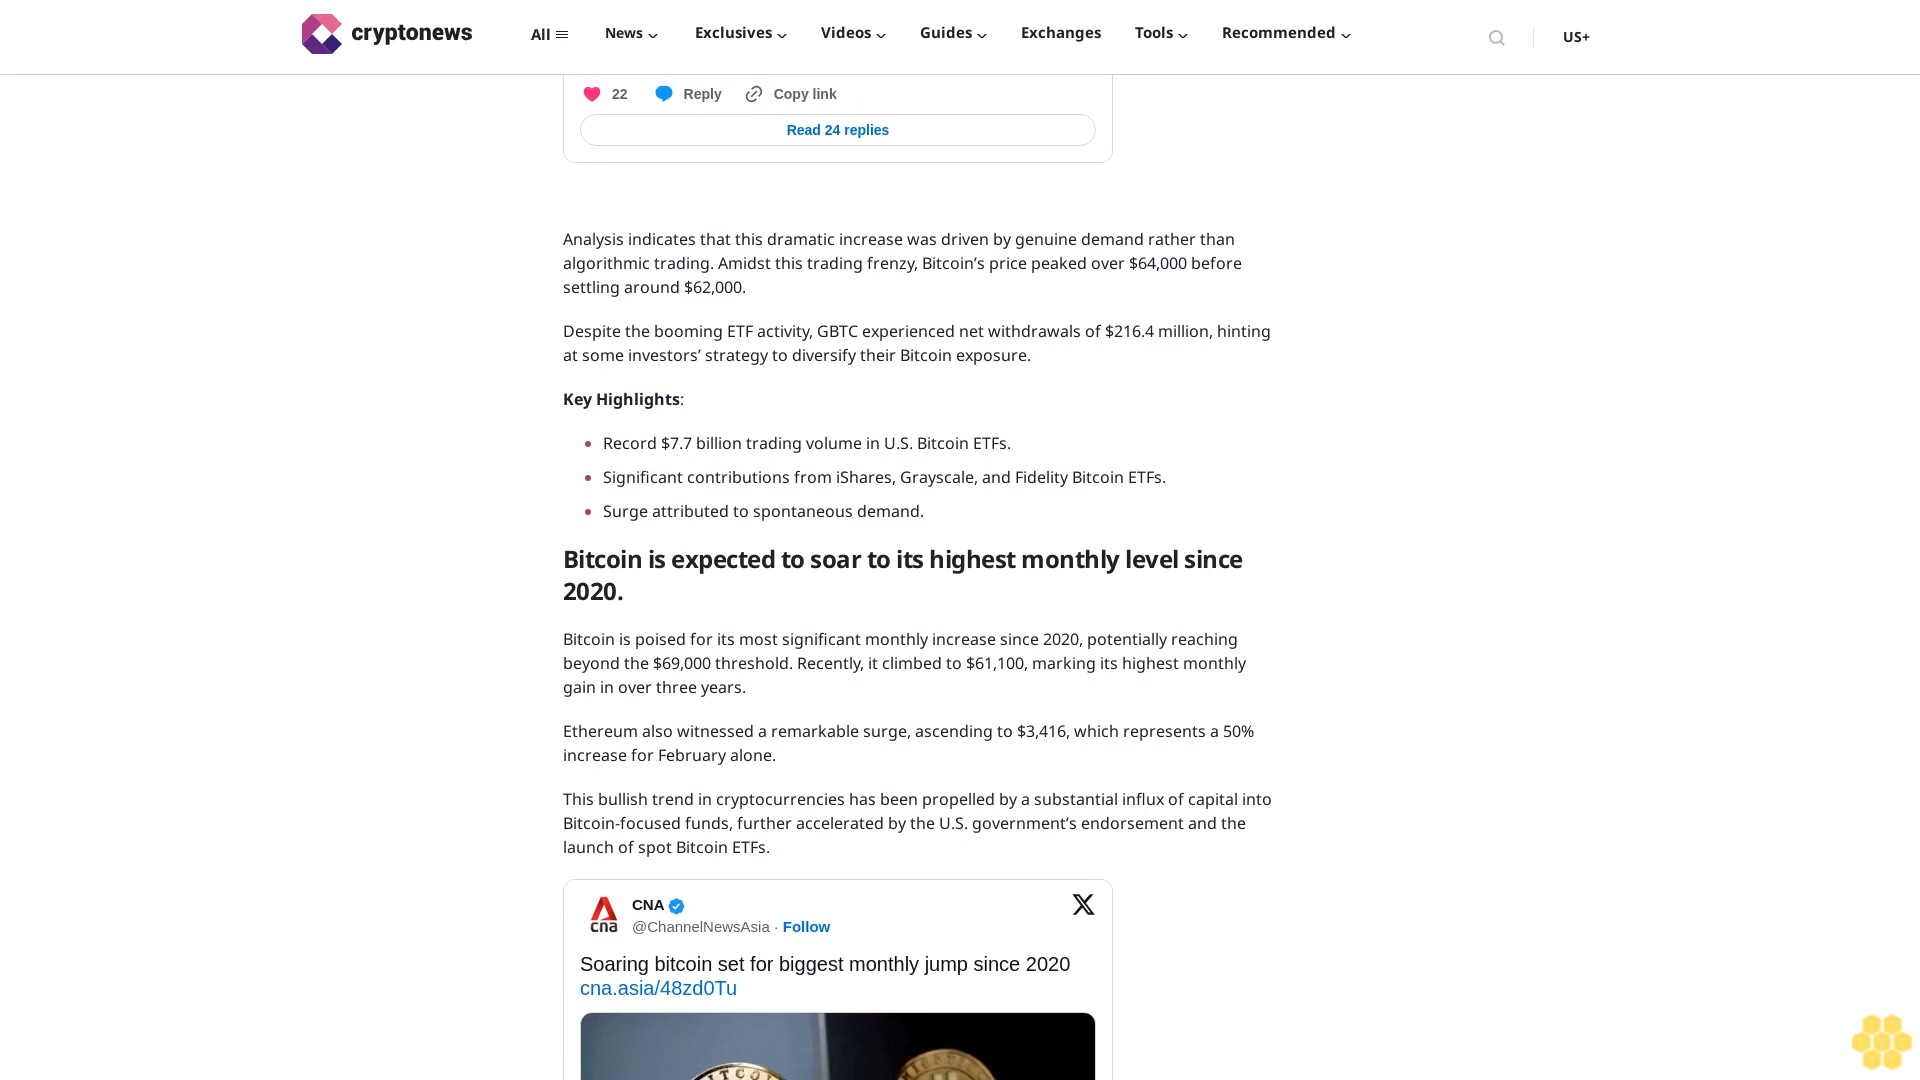 cryptonews
All
News
Exclusives
Videos
Guides
Exchanges
Tools
Recommended
US+
22
Reply
Copy link
Read 24 replies
Analysis indicates that this dramatic increase was driven by genuine demand rather than
algorithmic trading. Amidst this trading frenzy, Bitcoin’s price peaked over $64,000 before
settling around $62,000.
Despite the booming ETF activity, GBTC experienced net withdrawals of $216.4 million, hinting
at some investors’ strategy to diversify their Bitcoin exposure.
Key Highlights:
Record $7.7 billion trading volume in U.S. Bitcoin ETFs.
Significant contributions from iShares, Grayscale, and Fidelity Bitcoin ETFs.
Surge attributed to spontaneous demand.
Bitcoin is expected to soar to its highest monthly level since
2020.
Bitcoin is poised for its most significant monthly increase since 2020, potentially reaching
beyond the $69,000 threshold. Recently, it climbed to $61,100, marking its highest monthly
gain in over three years.
Ethereum also witnessed a remarkable surge, ascending to $3,416, which represents a 50%
increase for February alone.
This bullish trend in cryptocurrencies has been propelled by a substantial influx of capital into
Bitcoin-focused funds, further accelerated by the U.S. government’s endorsement and the
launch of spot Bitcoin ETFs.
cna
CNA
@ChannelNewsAsia · Follow
Soaring bitcoin set for biggest monthly jump since 2020
cna.asia/48zd0Tu